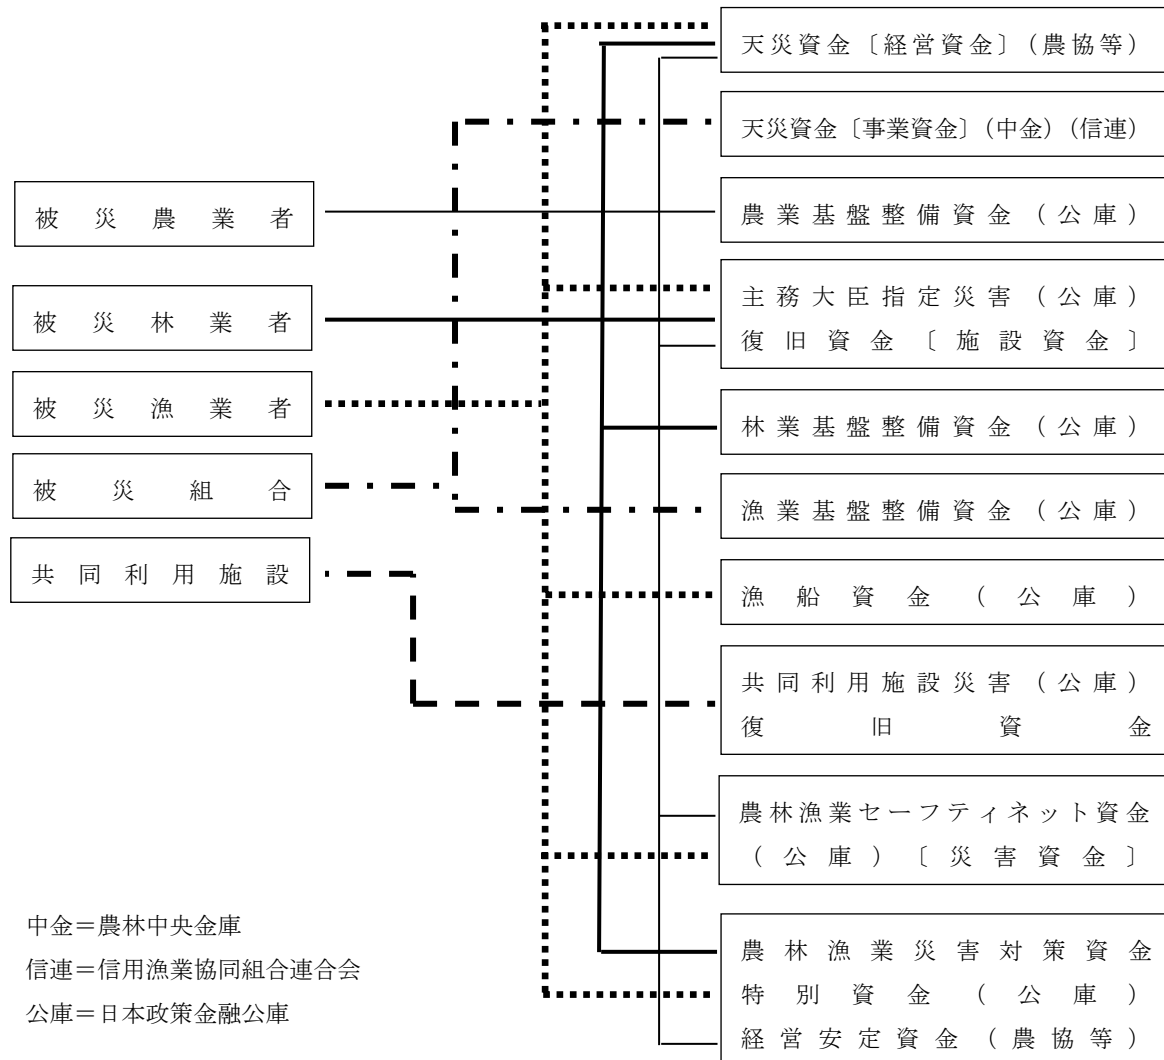 被災農業者
被災林業者
被災漁業者
被災組合
共同利用施設
中金＝農林中央金庫
信連＝信用漁業協同組合連合会
公庫＝日本政策金融公庫
天災資金〔経営資金〕（農協等）
天災資金〔事業資金〕（中金）（信連）
農業基盤整備資金（公庫）
主務大臣指定災害（公庫）
復旧資金〔施設資金〕
林業基盤整備資金（公庫）
漁業基盤整備資金（公庫）
漁船資金（公庫）
共同利用施設災害（公庫）
復旧資金
農林漁業セーフティネット資金
（公庫）〔災害資金〕
農林漁業災害対策資金
特別資金（公庫）
経営安定資金（農協等）